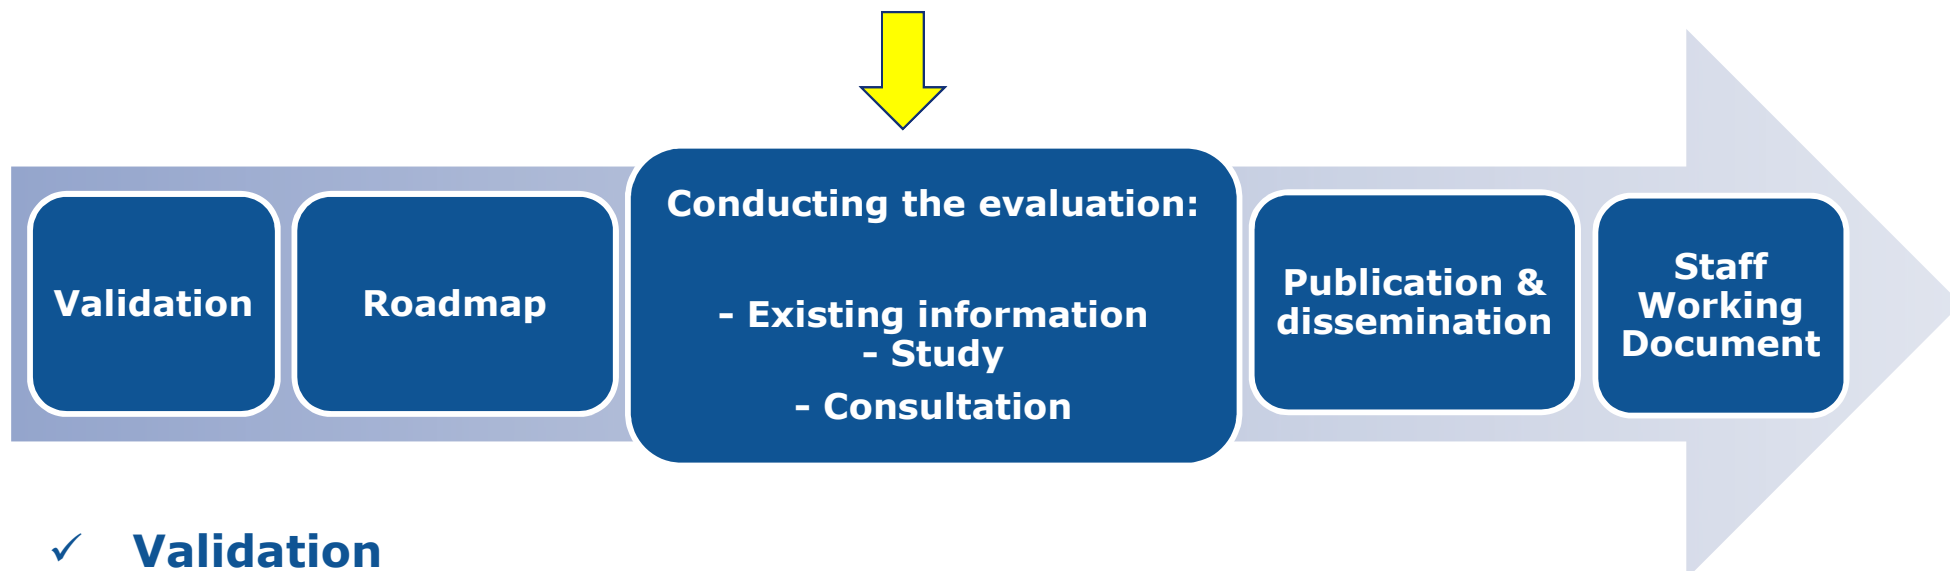 Validation
Roadmap
Conducting the evaluation:
- Existing information
- Study
- Consultation
Publication &
dissemination
Staff
Working
Document
✓ Validation